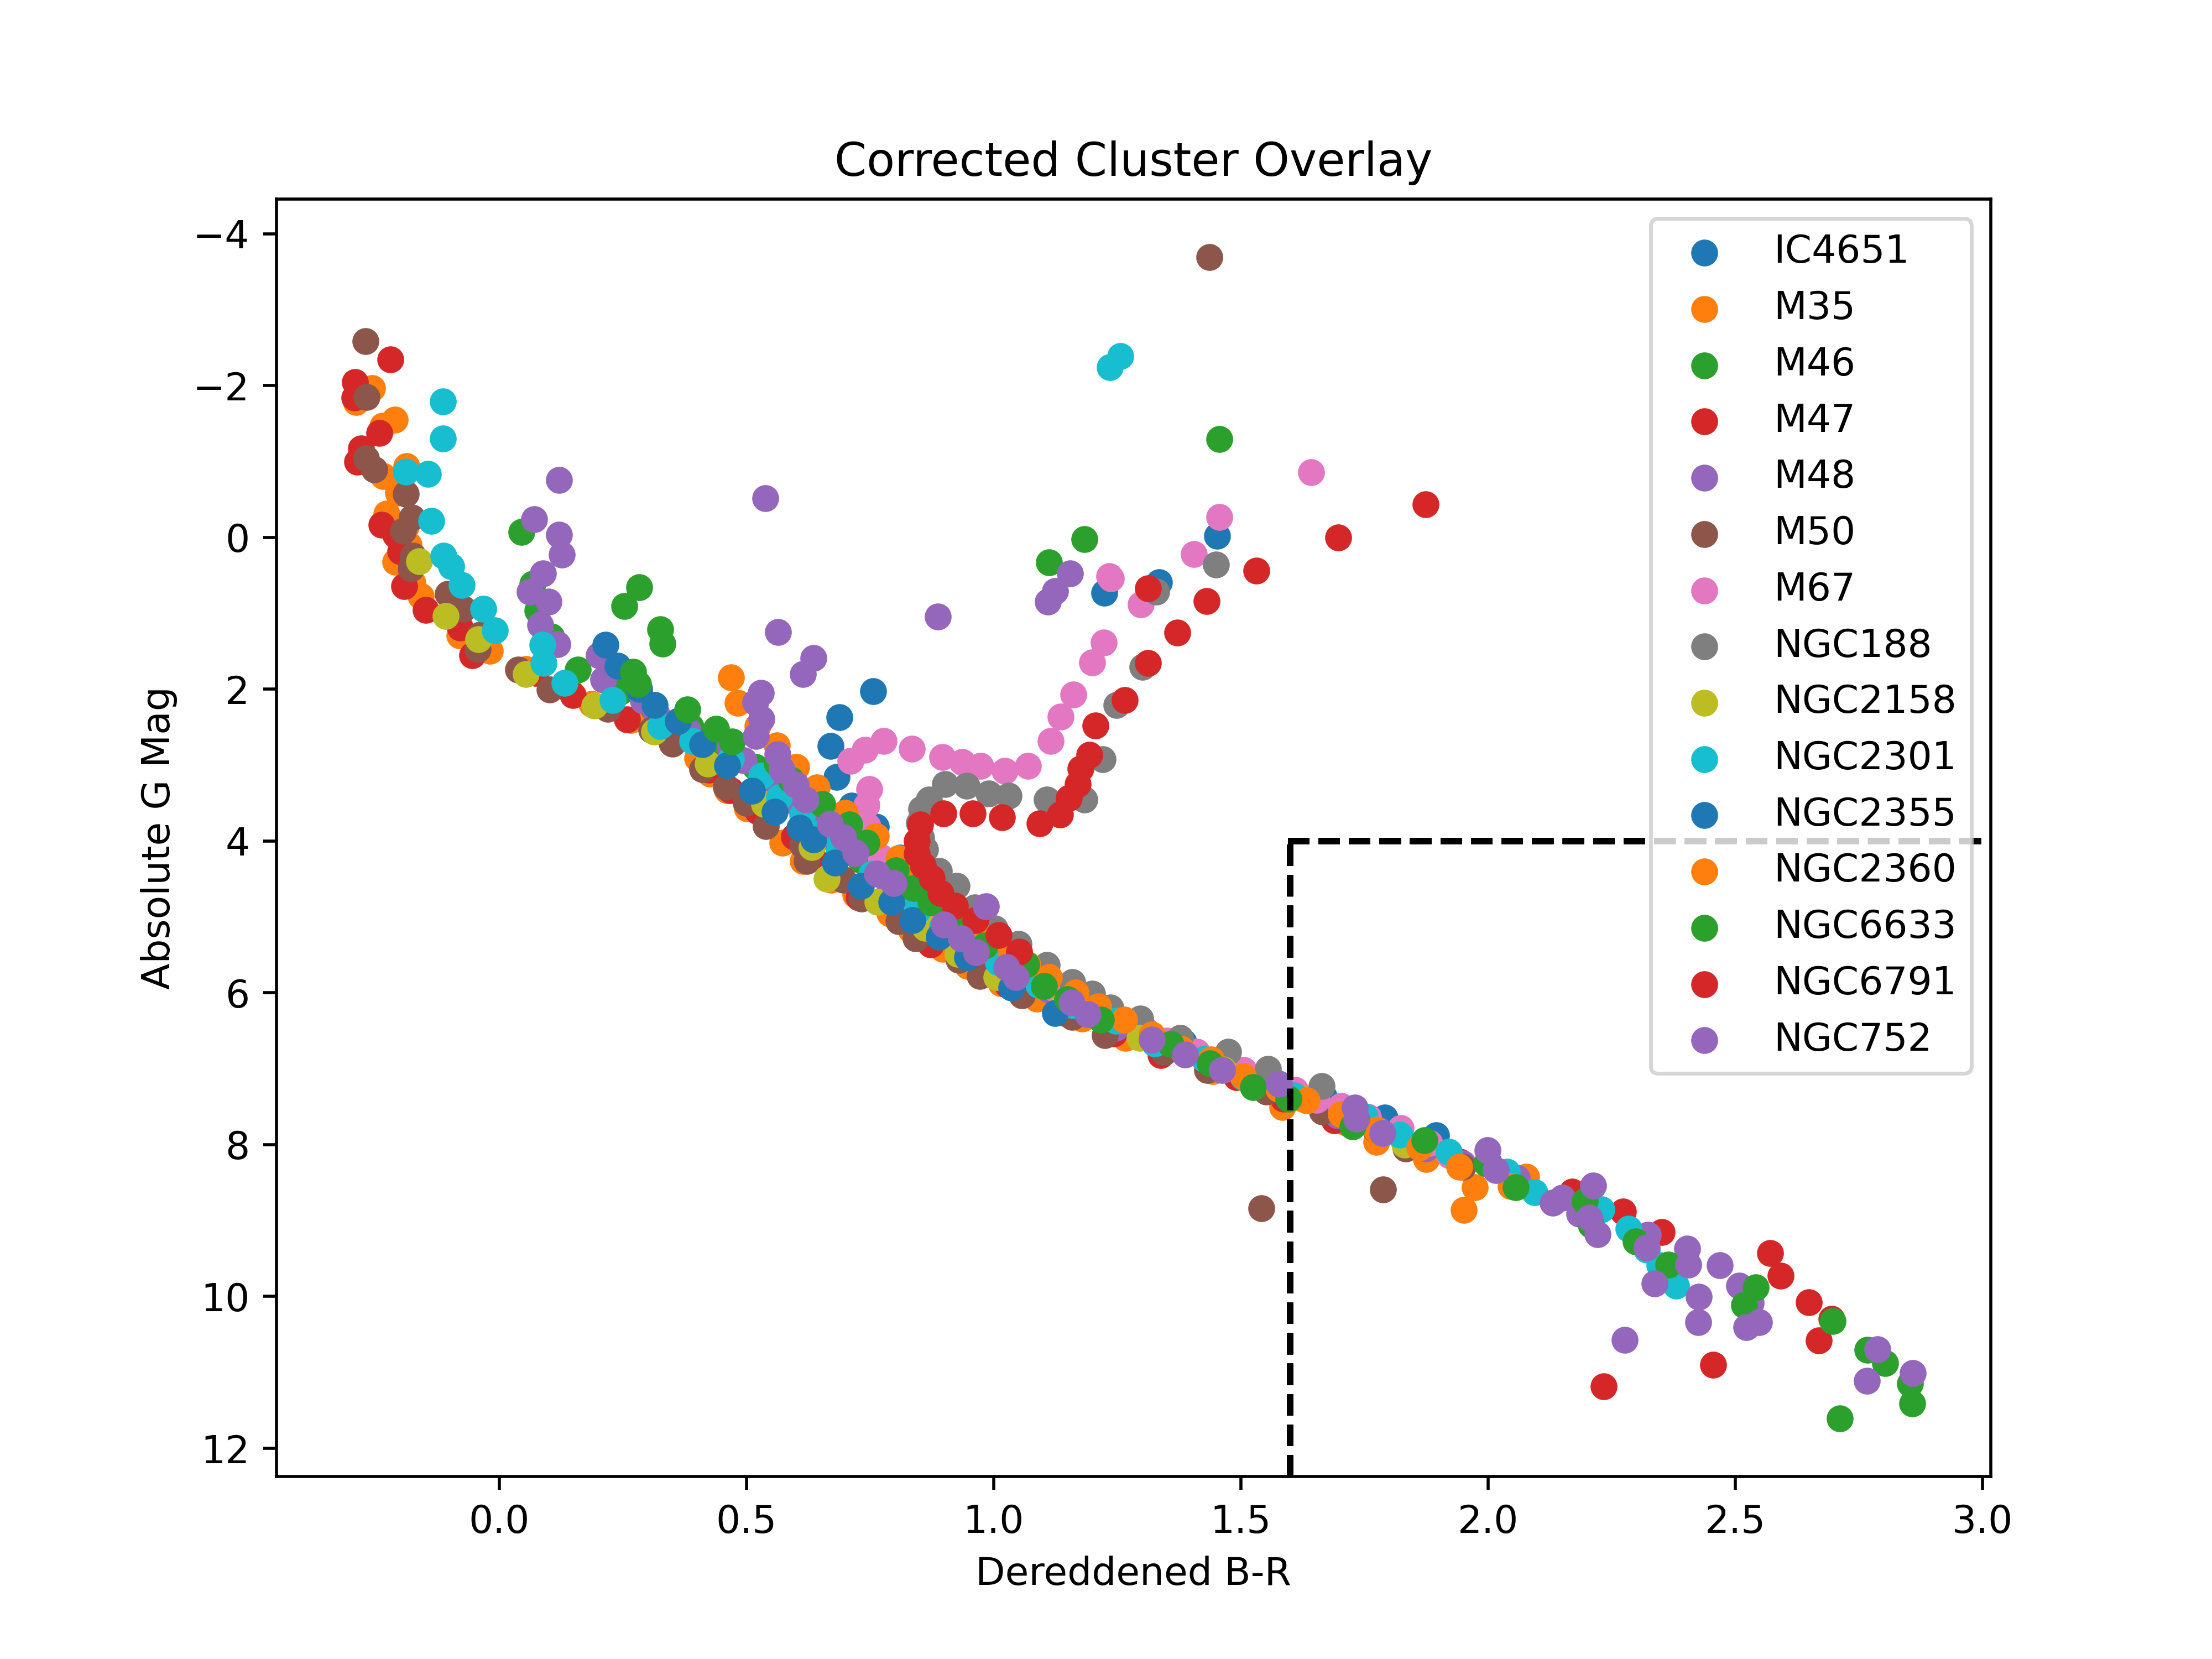 Corrected Cluster Overlay
−4
−2
0
2
4
6
8
10
12
Absolute G Mag
0.0
0.5
1.0
1.5
2.0
2.5
3.0
Dereddened B-R
IC4651
M35
M46
M47
M48
M50
M67
NGC188
NGC2158
NGC2301
NGC2355
NGC2360
NGC6633
NGC6791
NGC752